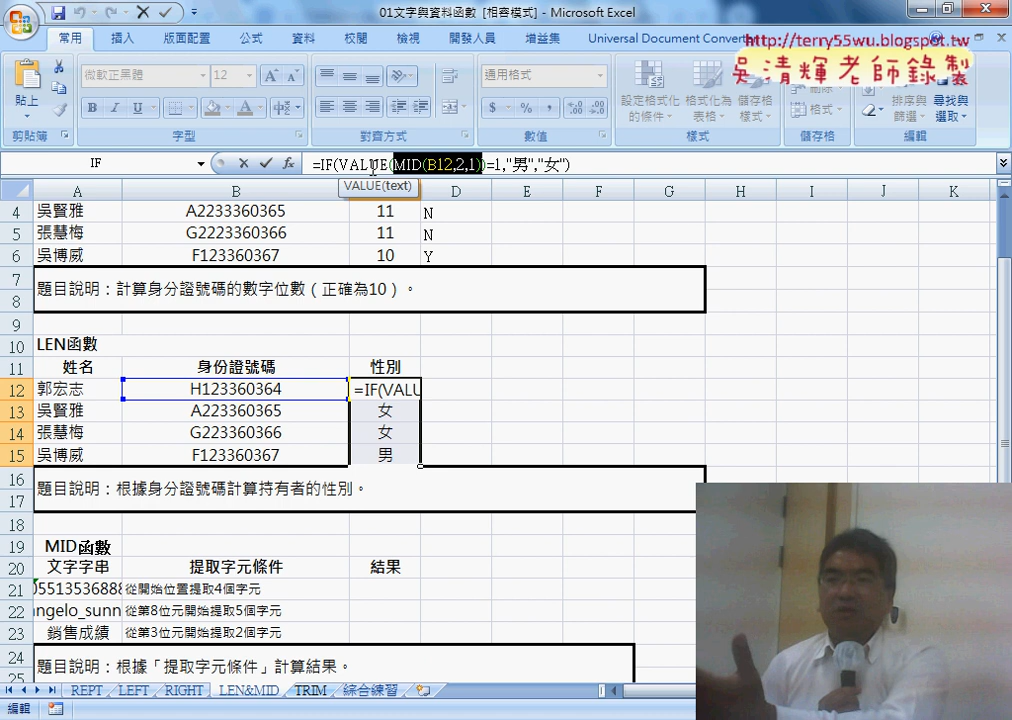 01文字與資料函數 [相容模式] - Microsoft Excel
常用 插入 版面配置 公式 資料 校閱 檢視 開發人員 增益集 Universal Document Convert
http://terry55wu.blogspot.tw
吳清輝老師錄製
貼上 微軟正黑體 12 通用格式 設定格式化的條件 格式化為表格 儲存格樣式 刪除 格式 排序與篩選 尋找與選取
剪貼簿 字型 對齊方式 數值 樣式 儲存格 編輯
IF =IF(VALUE(MID(B12,2,1))=1,"男","女")
VALUE(text)
A B D E F G H I J K
4 吳賢雅 A2233360365 11 N
5 張慧梅 G2223360366 11 N
6 吳博威 F123360367 10 Y
7 題目說明：計算身分證號碼的數字位數（正確為10）。
8
9
10 LEN函數
11 姓名 身份證號碼 性別
12 郭宏志 H123360364 =IF(VALU
13 吳賢雅 A223360365 女
14 張慧梅 G223360366 女
15 吳博威 F123360367 男
16 題目說明：根據身分證號碼計算持有者的性別。
17
18
19 MID函數
20 文字字串 提取字元條件 結果
21 0551353688 從開始位置提取4個字元
22 angelo_sunn 從第8位元開始提取5個字元
23 銷售成績 從第3位元開始提取2個字元
24 題目說明：根據「提取字元條件」計算結果。
25
REPT LEFT RIGHT LEN&MID TRIM 綜合練習
編輯